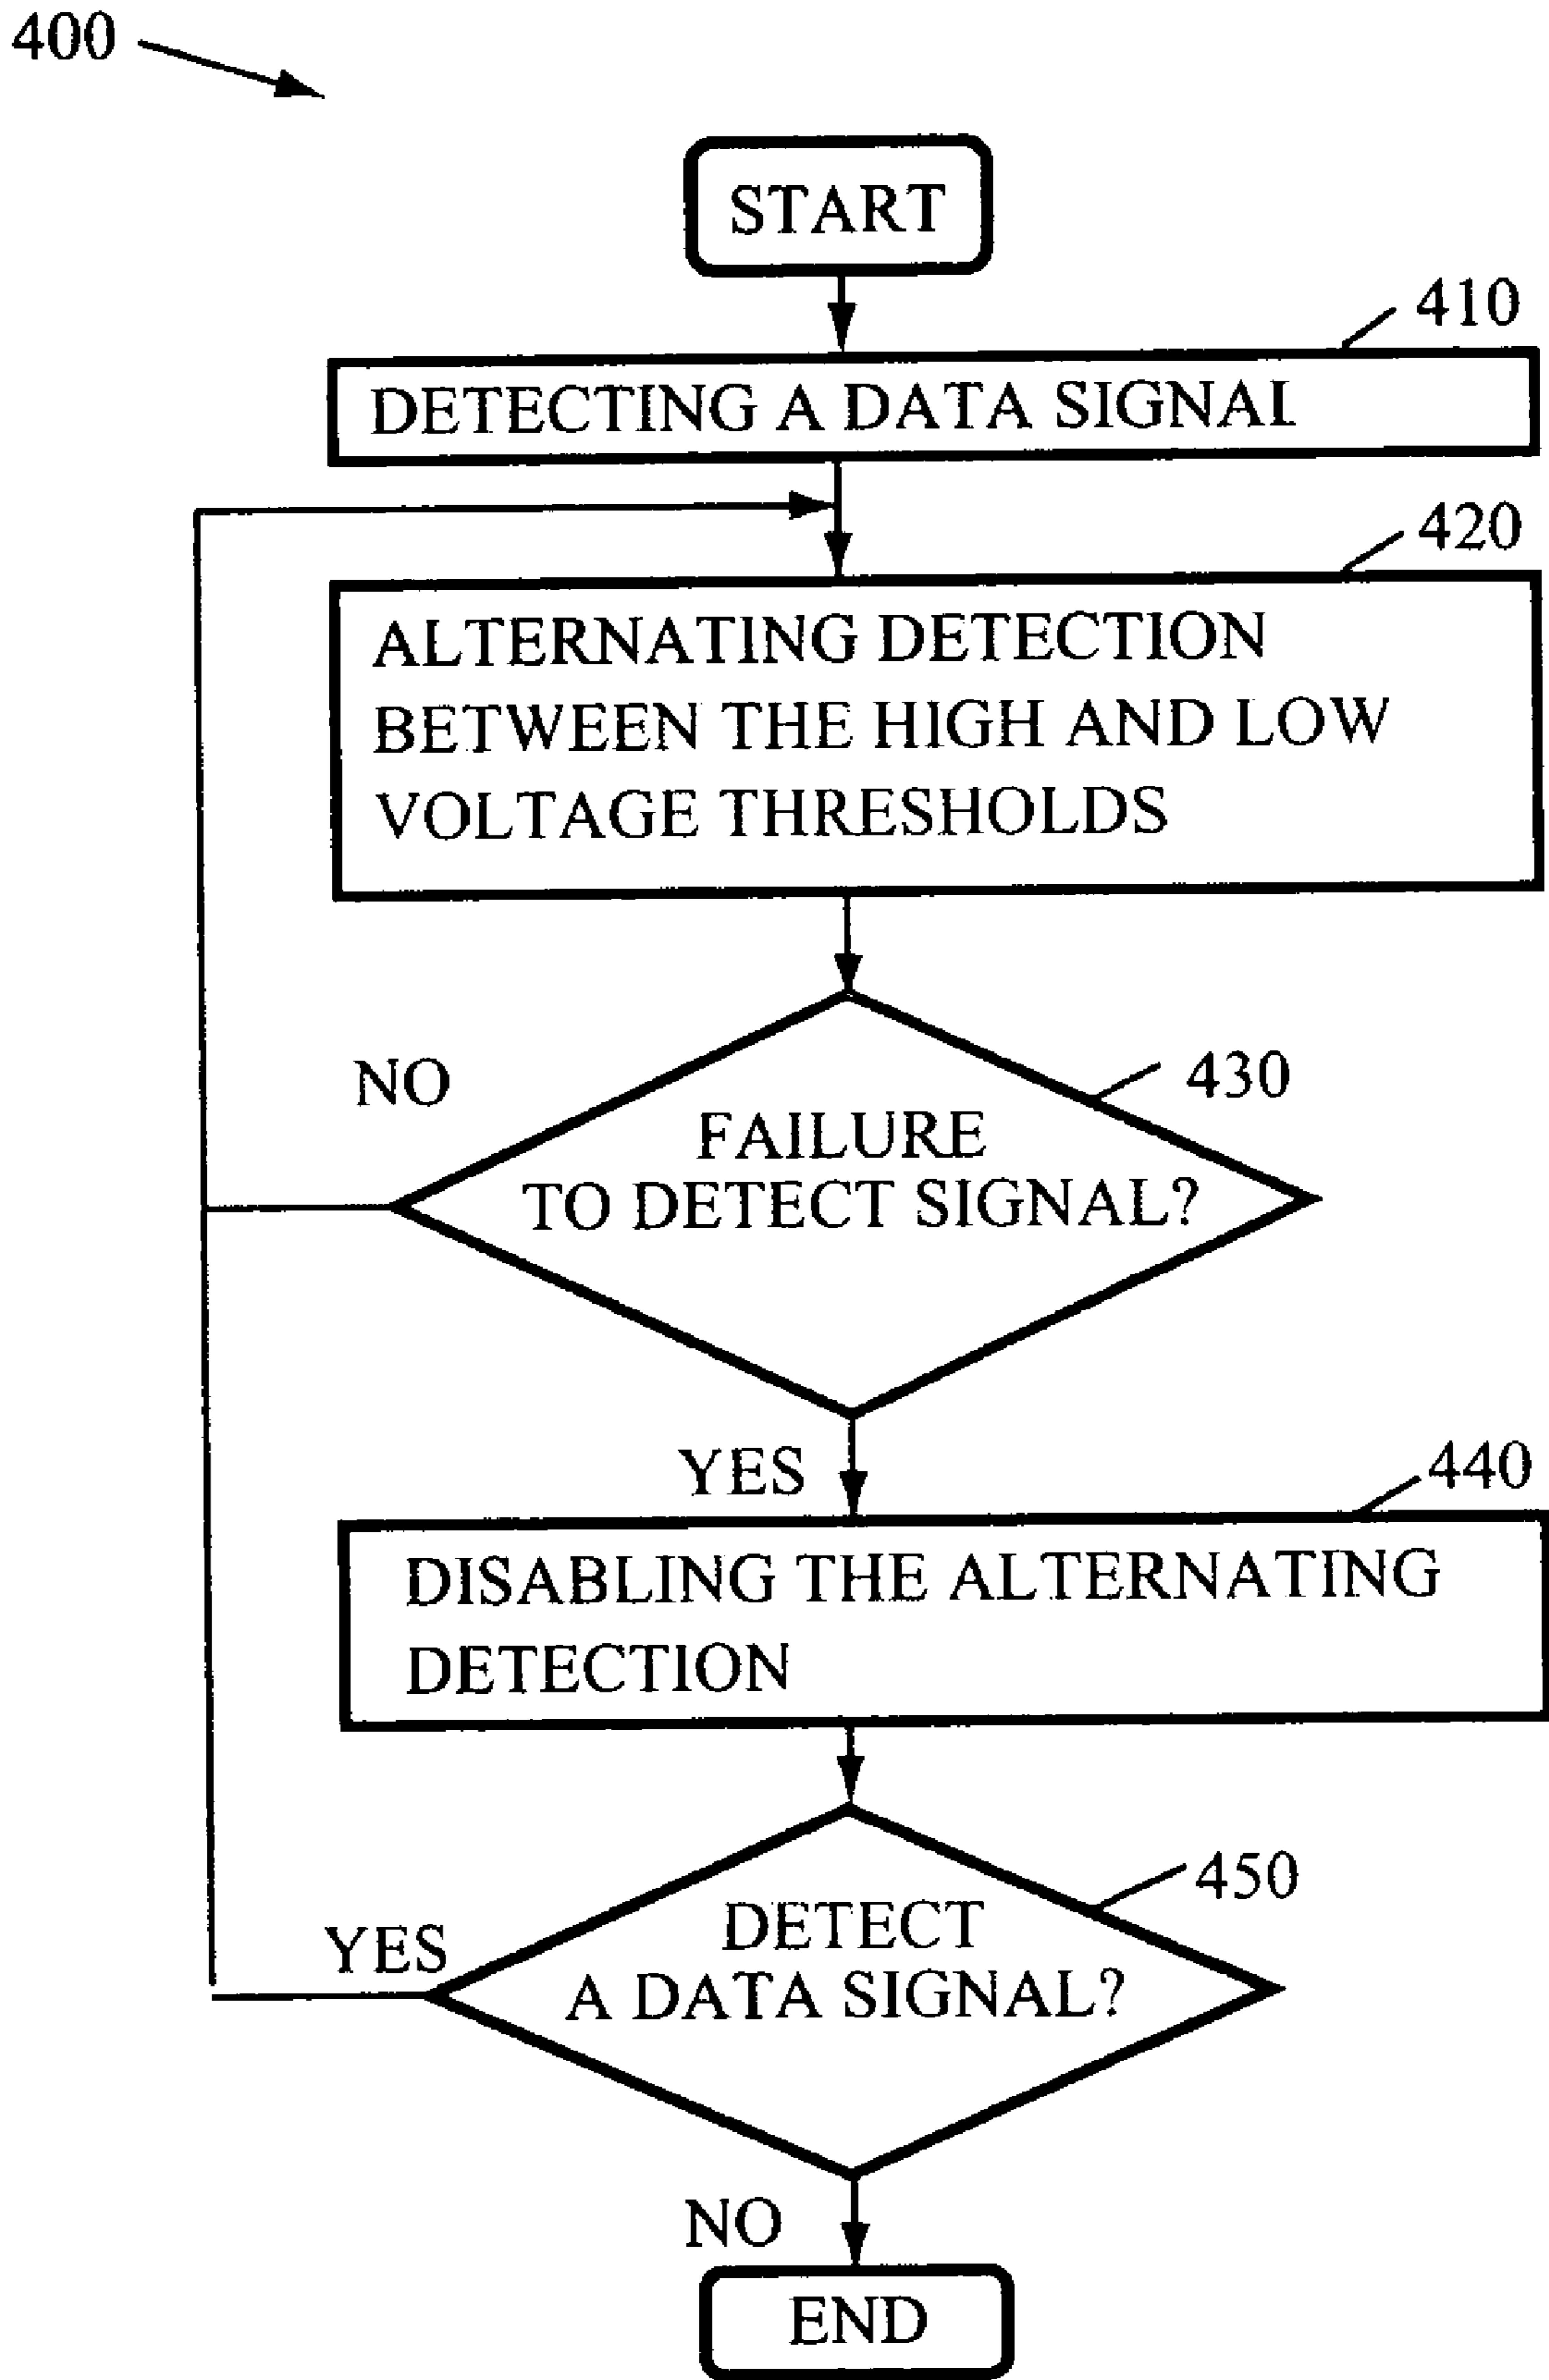 400
START
410
DETECTING A DATA SIGNAL
420
ALTERNATING DETECTION
BETWEEN THE HIGH AND LOW
VOLTAGE THRESHOLDS
NO
430
FAILURE
TO DETECT SIGNAL?
YES
440
DISABLING THE ALTERNATING
DETECTION
450
YES
DETECT
A DATA SIGNAL?
NO
END